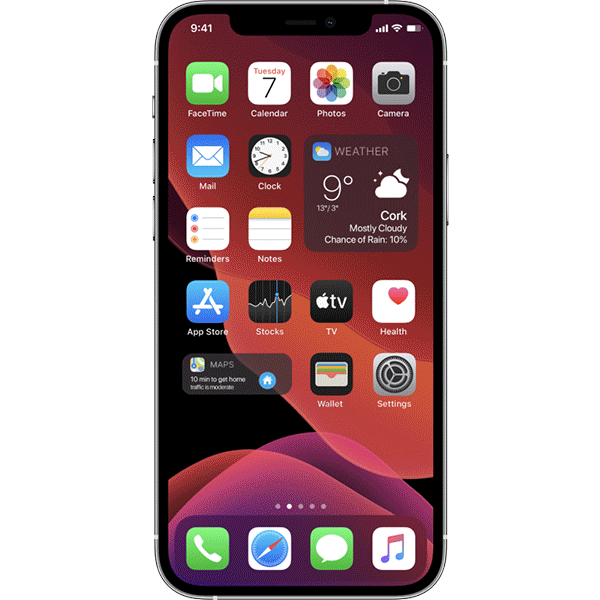 9:41
Tuesday
7
FaceTime
Calendar
Photos
Camera
Mail
Clock
WEATHER
9°
13°/3°
Cork
Mostly Cloudy
Chance of Rain: 10%
Reminders
Notes
App Store
Stocks
tv
TV
Health
MAPS
10 min to get home
traffic is moderate
Wallet
Settings